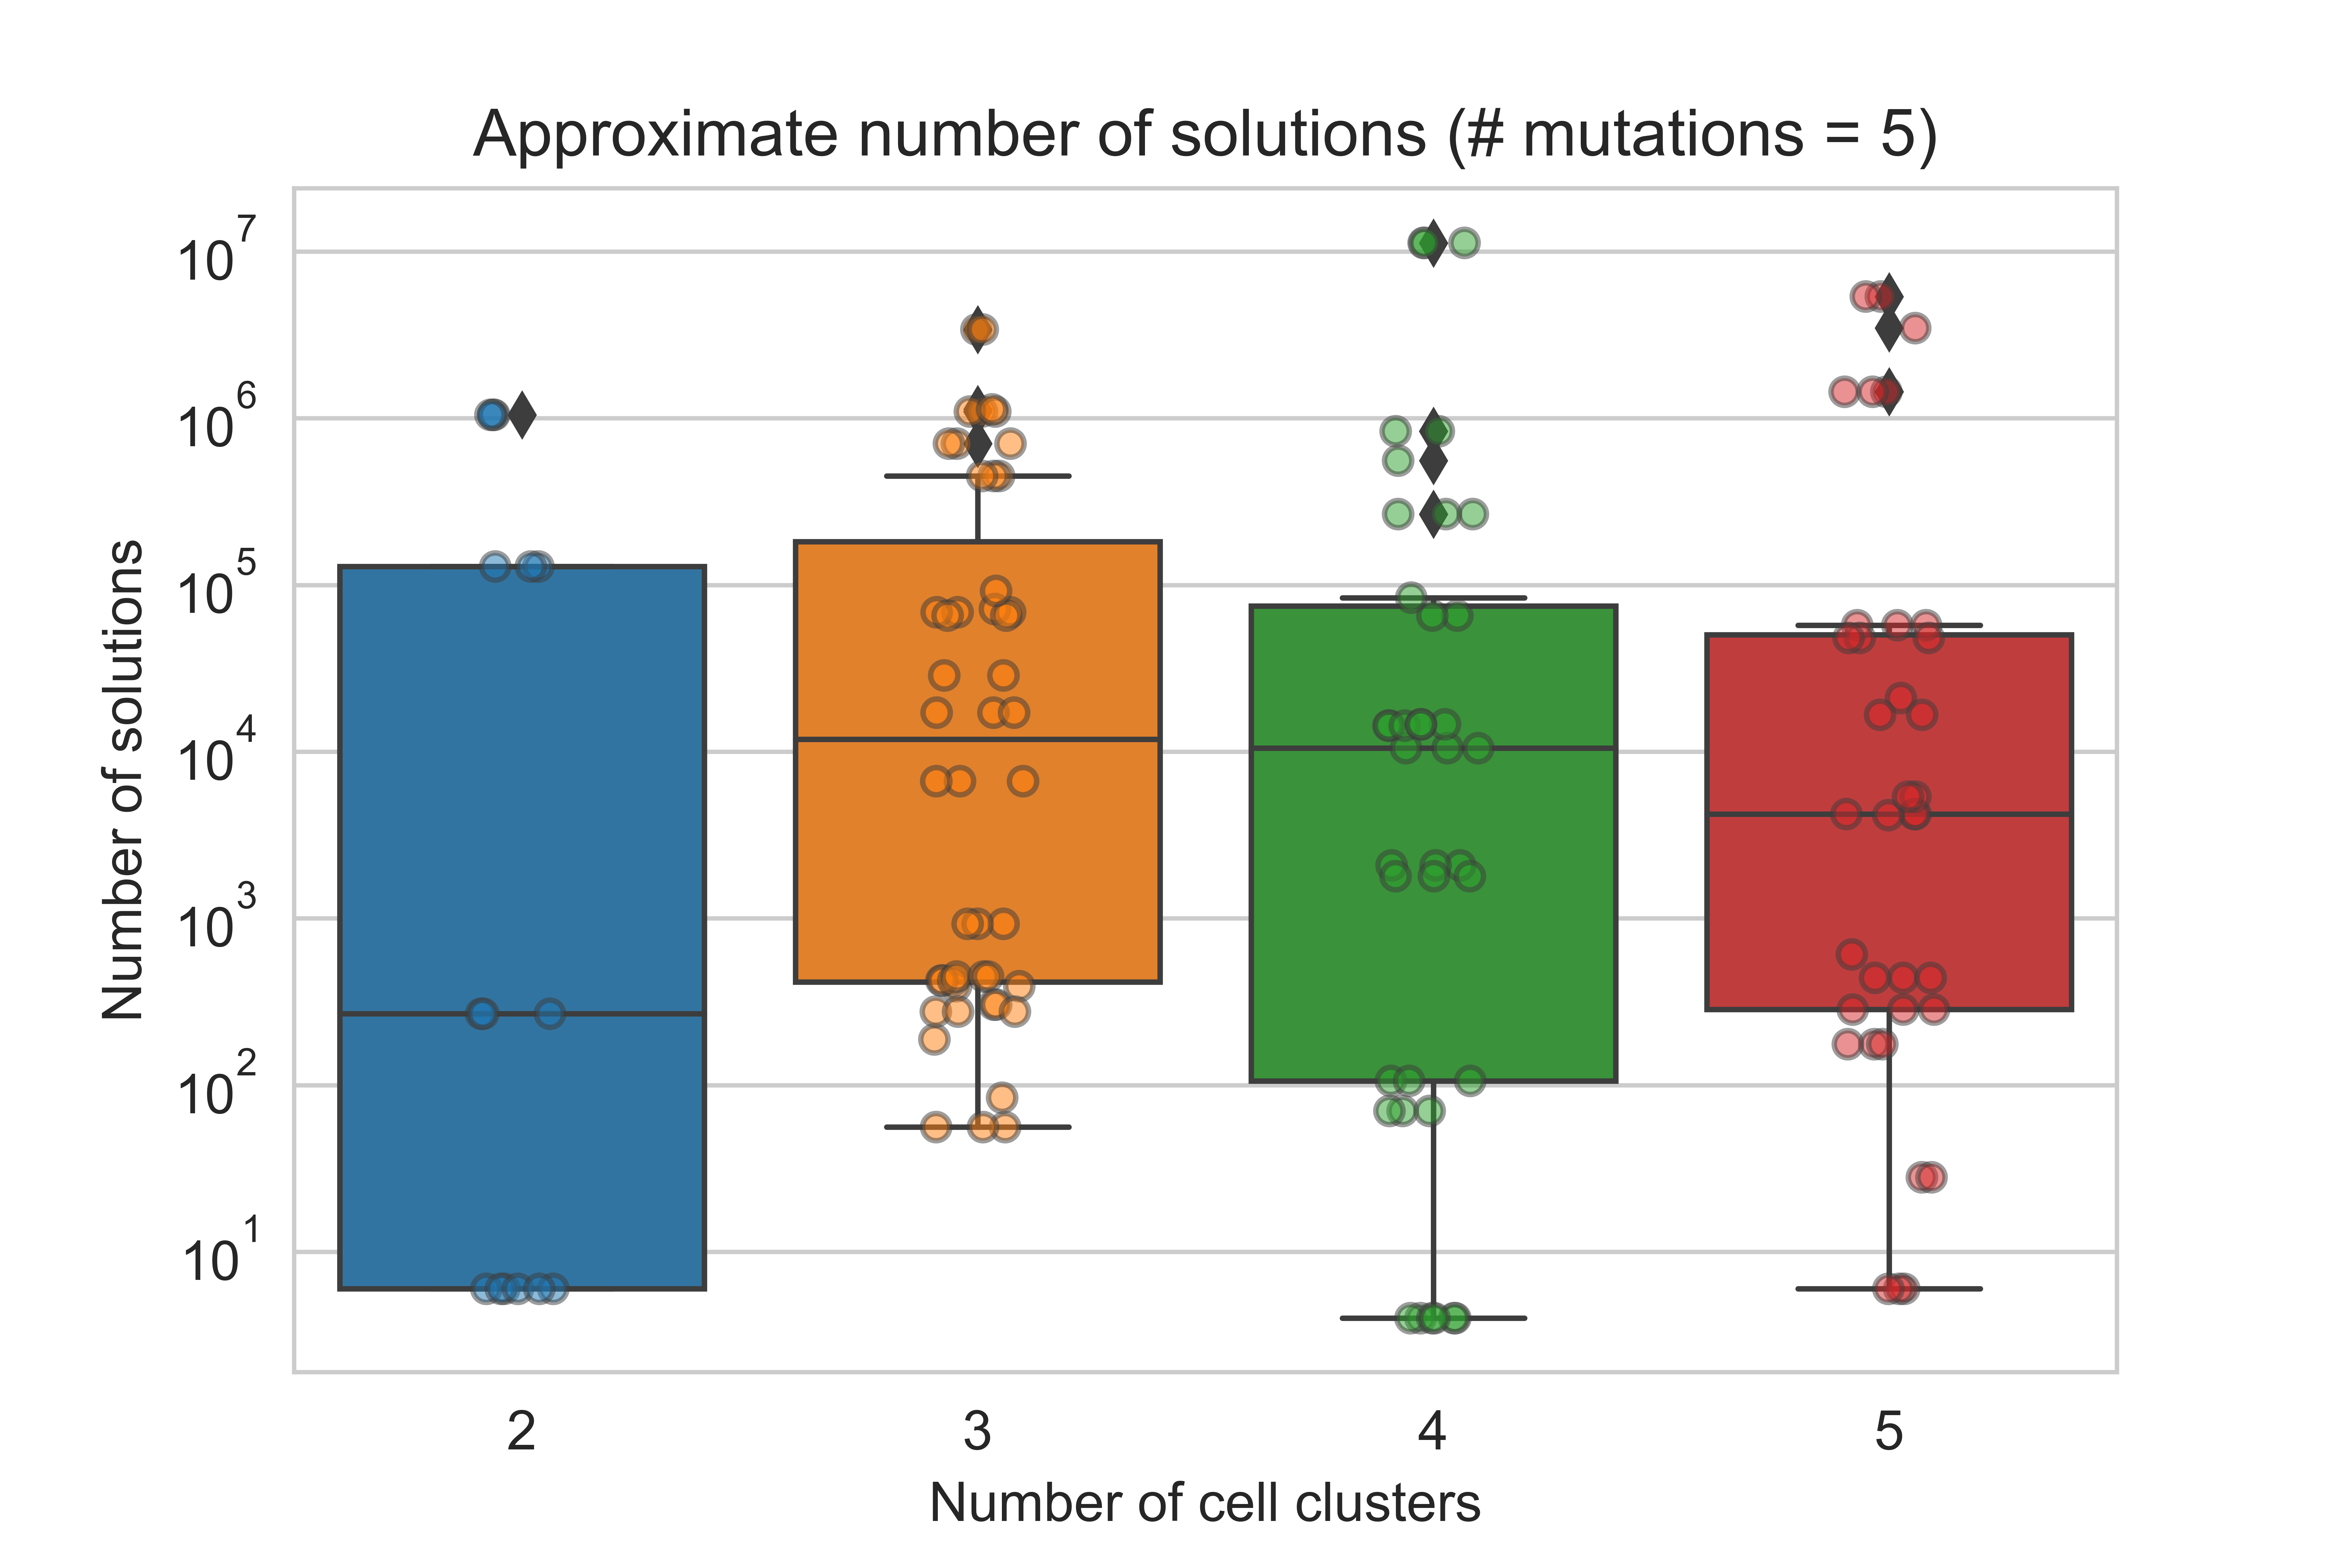 Approximate number of solutions (# mutations = 5)
Number of solutions
10^7
10^6
10^5
10^4
10^3
10^2
10^1
2 3 4 5
Number of cell clusters